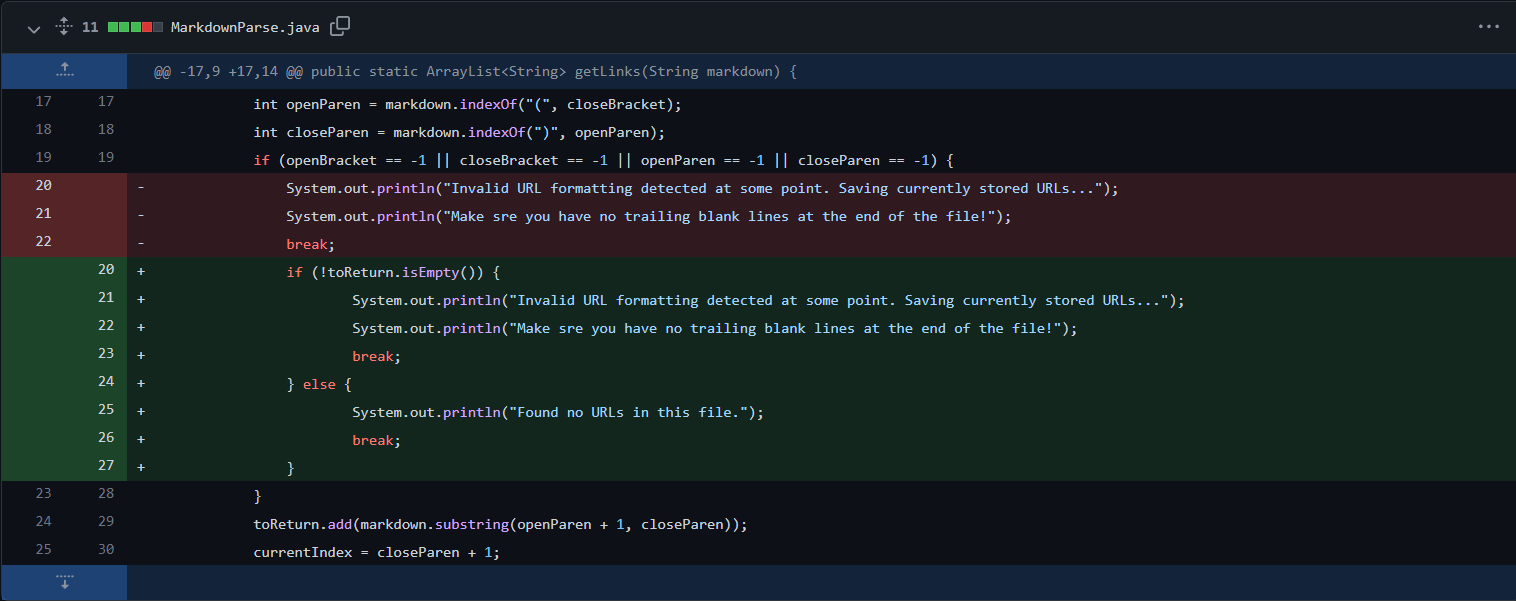 11 MarkdownParse.java
@@ -17,9 +17,14 @@ public static ArrayList<String> getLinks(String markdown) {
17 17 int openParen = markdown.indexOf("(", closeBracket);
18 18 int closeParen = markdown.indexOf(")", openParen);
19 19 if (openBracket == -1 || closeBracket == -1 || openParen == -1 || closeParen == -1) {
20 - System.out.println("Invalid URL formatting detected at some point. Saving currently stored URLs...");
21 - System.out.println("Make sre you have no trailing blank lines at the end of the file!");
22 - break;
20 + if (!toReturn.isEmpty()) {
21 + System.out.println("Invalid URL formatting detected at some point. Saving currently stored URLs...");
22 + System.out.println("Make sre you have no trailing blank lines at the end of the file!");
23 + break;
24 + } else {
25 + System.out.println("Found no URLs in this file.");
26 + break;
27 + }
23 28 }
24 29 toReturn.add(markdown.substring(openParen + 1, closeParen));
25 30 currentIndex = closeParen + 1;